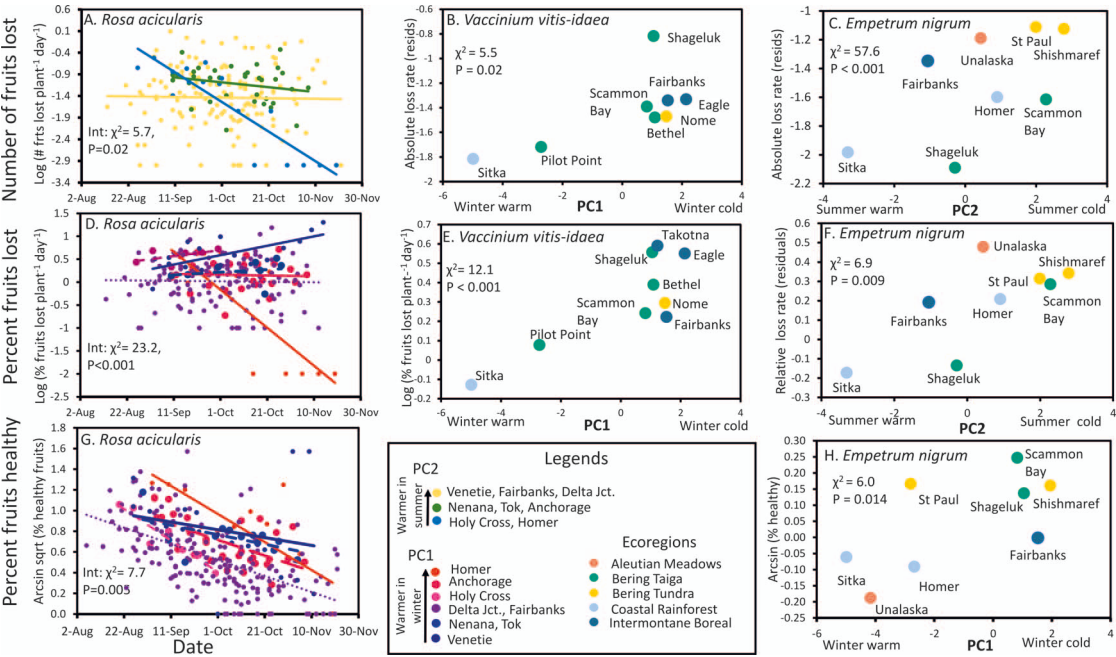 Number of fruits lost
A. Rosa acicularis
Log (# frts lost plant⁻¹ day⁻¹)
0.6
0.1
-0.4
-0.9
-1.4
-1.9
-2.4
-2.9
-3.4
Int: χ²= 5.7,
P=0.02
2-Aug 22-Aug 11-Sep 1-Oct 21-Oct 10-Nov 30-Nov
B. Vaccinium vitis-idaea
Absolute loss rate (resids)
-0.6
-0.8
-1
-1.2
-1.4
-1.6
-1.8
-2
χ² = 5.5
P = 0.02
Shageluk
Fairbanks
Scammon
Bay
Eagle
Nome
Bethel
Pilot Point
Sitka
-6 -4 -2 0 2 4
Winter warm PC1 Winter cold
C. Empetrum nigrum
Absolute loss rate (resids)
-1
-1.2
-1.4
-1.6
-1.8
-2
-2.2
χ² = 57.6
P < .001
St Paul
Unalaska
Shishmaref
Fairbanks
Homer
Scammon
Bay
Shageluk
Sitka
-4 -2 0 2 4
Summer warm PC2 Summer cold
Percent fruits lost
D. Rosa acicularis
Log (% fruits lost plant⁻¹ day⁻¹)
1.5
1
0.5
0
-0.5
-1
-1.5
-2
-2.5
Int: χ²= 23.2,
P<0.001
2-Aug 22-Aug 11-Sep 1-Oct 21-Oct 10-Nov 30-Nov
E. Vaccinium vitis-idaea
Log (% fruits lost plant-⁻¹ day⁻¹)
0.7
0.6
0.5
0.4
0.3
0.2
0.1
0
-0.1
-0.2
χ²= 12.1
P < 0.001
Takotna
Shageluk
Eagle
Bethel
Scammon
Bay
Nome
Fairbanks
Pilot Point
Sitka
-6 -4 -2 0 2 4
Winter warm PC1 Winter cold
F. Empetrum nigrum
Relative loss rate (residuals)
0.6
0.5
0.4
0.3
0.2
0.1
0
-0.1
-0.2
-0.3
χ² = 6.9
P = 0.009
Unalaska
Shishmaref
St Paul
Homer
Scammon
Bay
Fairbanks
Shageluk
Sitka
-4 -2 0 2 4
Summer warm PC2 Summer cold
Percent fruits healthy
G. Rosa acicularis
Arcsin sqrt (% healthy fruits)
1.8
1.6
1.4
1.2
1.0
0.8
0.6
0.4
0.2
0.0
Int: χ²= 7.7
P=0.005
2-Aug 22-Aug 11-Sep 1-Oct 21-Oct 10-Nov 30-Nov
Date
Legends
PC2
Warmer in
summer
Venetie, Fairbanks, Delta Jct.
Nenana, Tok, Anchorage
Holy Cross, Homer
PC1
Warmer in
winter
Homer
Anchorage
Holy Cross
Delta Jct., Fairbanks
Nenana, Tok
Venetie
Ecoregions
Aleutian Meadows
Bering Taiga
Bering Tundra
Coastal Rainforest
Intermontane Boreal
H. Empetrum nigrum
Arcsin (% healthy)
0.30
0.25
0.20
0.15
0.10
0.05
0.00
-0.05
-0.10
-0.15
-0.20
-0.25
χ² = 6.0
P = 0.014
Scammon
Bay
St Paul
Shageluk
Shishmaref
Fairbanks
Sitka
Homer
Unalaska
-6 -4 -2 0 2 4
Winter warm PC1 Winter cold